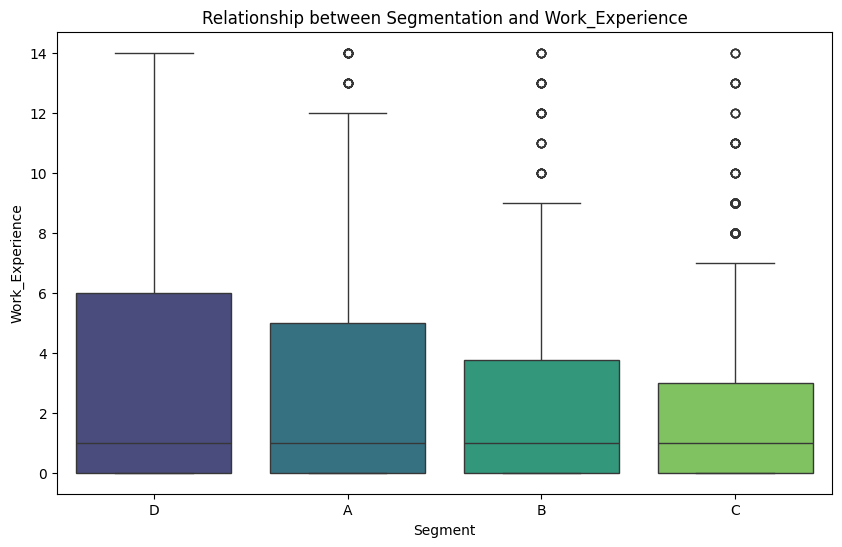 Relationship between Segmentation and Work_Experience
14
12
10
8
6
4
2
0
Work_Experience
D A B C
Segment